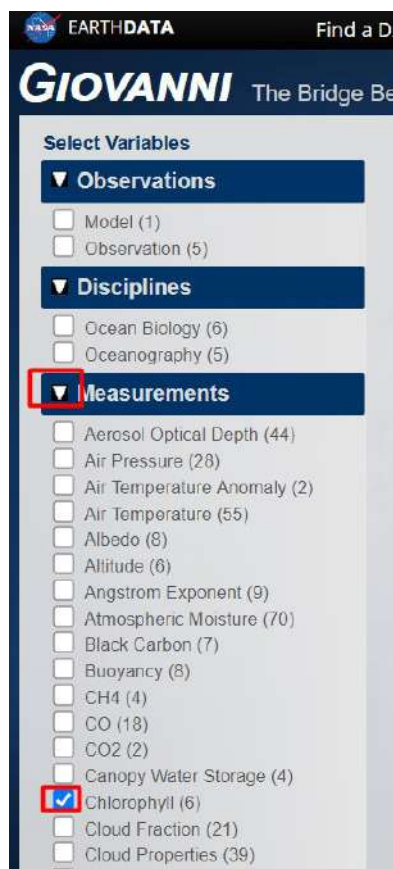 NASA EARTHDATA Find a D
GIOVANNI The Bridge Be
Select Variables
Observations
Model (1)
Observation (5)
Disciplines
Ocean Biology (6)
Oceanography (5)
Measurements
Aerosol Optical Depth (44)
Air Pressure (28)
Air Temperature Anomaly (2)
Air Temperature (55)
Albedo (8)
Altitude (6)
Angstrom Exponent (9)
Atmospheric Moisture (70)
Black Carbon (7)
Buoyancy (8)
CH4 (4)
CO (18)
CO2 (2)
Canopy Water Storage (4)
Chlorophyll (6)
Cloud Fraction (21)
Cloud Properties (39)